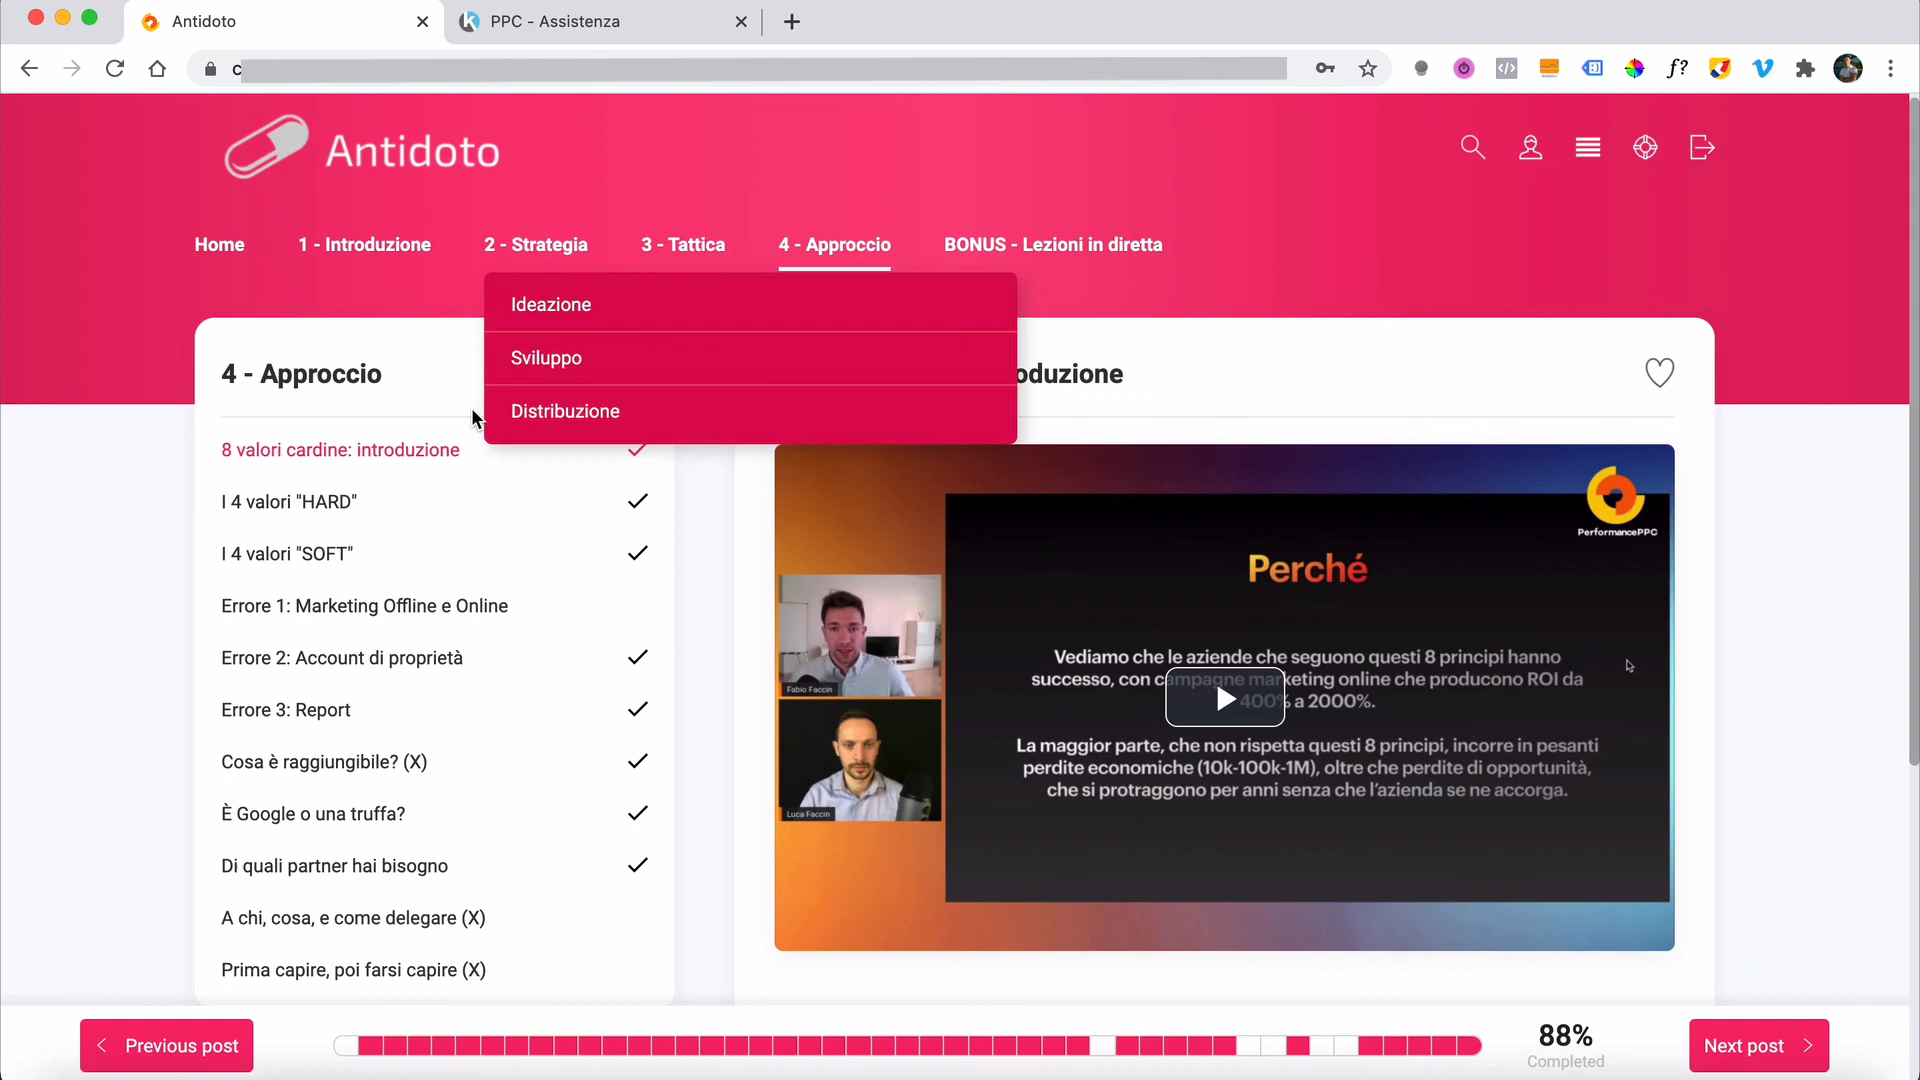 Antidoto
PPC - Assistenza
c
f?
Antidoto
Home
1 - Introduzione
2 - Strategia
3 - Tattica
4 - Approccio
BONUS - Lezioni in diretta
Ideazione
Sviluppo
Distribuzione
4 - Approccio
oduzione
8 valori cardine: introduzione
I 4 valori "HARD"
I 4 valori "SOFT"
Errore 1: Marketing Offline e Online
Errore 2: Account di proprietà
Errore 3: Report
Cosa è raggiungibile? (X)
È Google o una truffa?
Di quali partner hai bisogno
A chi, cosa, e come delegare (X)
Prima capire, poi farsi capire (X)
PerformancePPC
Perché
Vediamo che le aziende che seguono questi 8 principi hanno
successo, con campagne marketing online che producono ROI da
400% a 2000%.
La maggior parte, che non rispetta questi 8 principi, incorre in pesanti
perdite economiche (10k-100k-1M), oltre che perdite di opportunità,
che si protraggono per anni senza che l'azienda se ne accorga.
Fabio Faccin
Luca Faccin
Previous post
88%
Completed
Next post